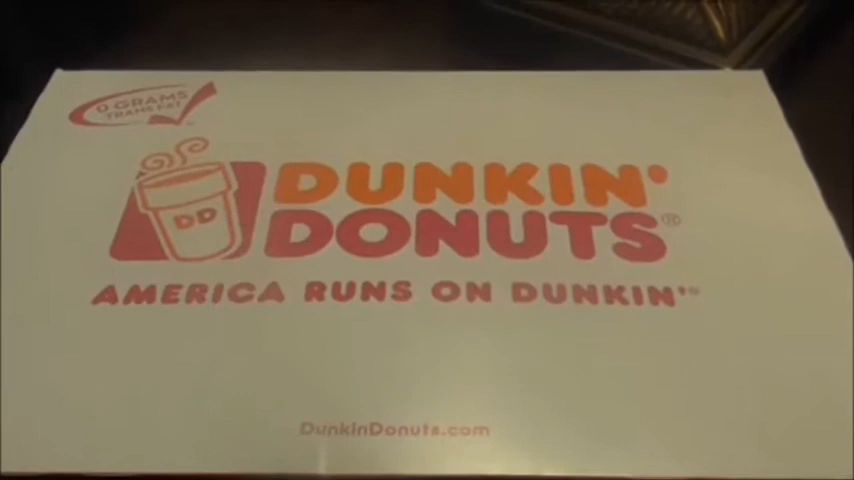 0 GRAMS
TRANS FAT
DD
DUNKIN'
DONUTS®
AMERICA RUNS ON DUNKIN'
DunkinDonuts.com